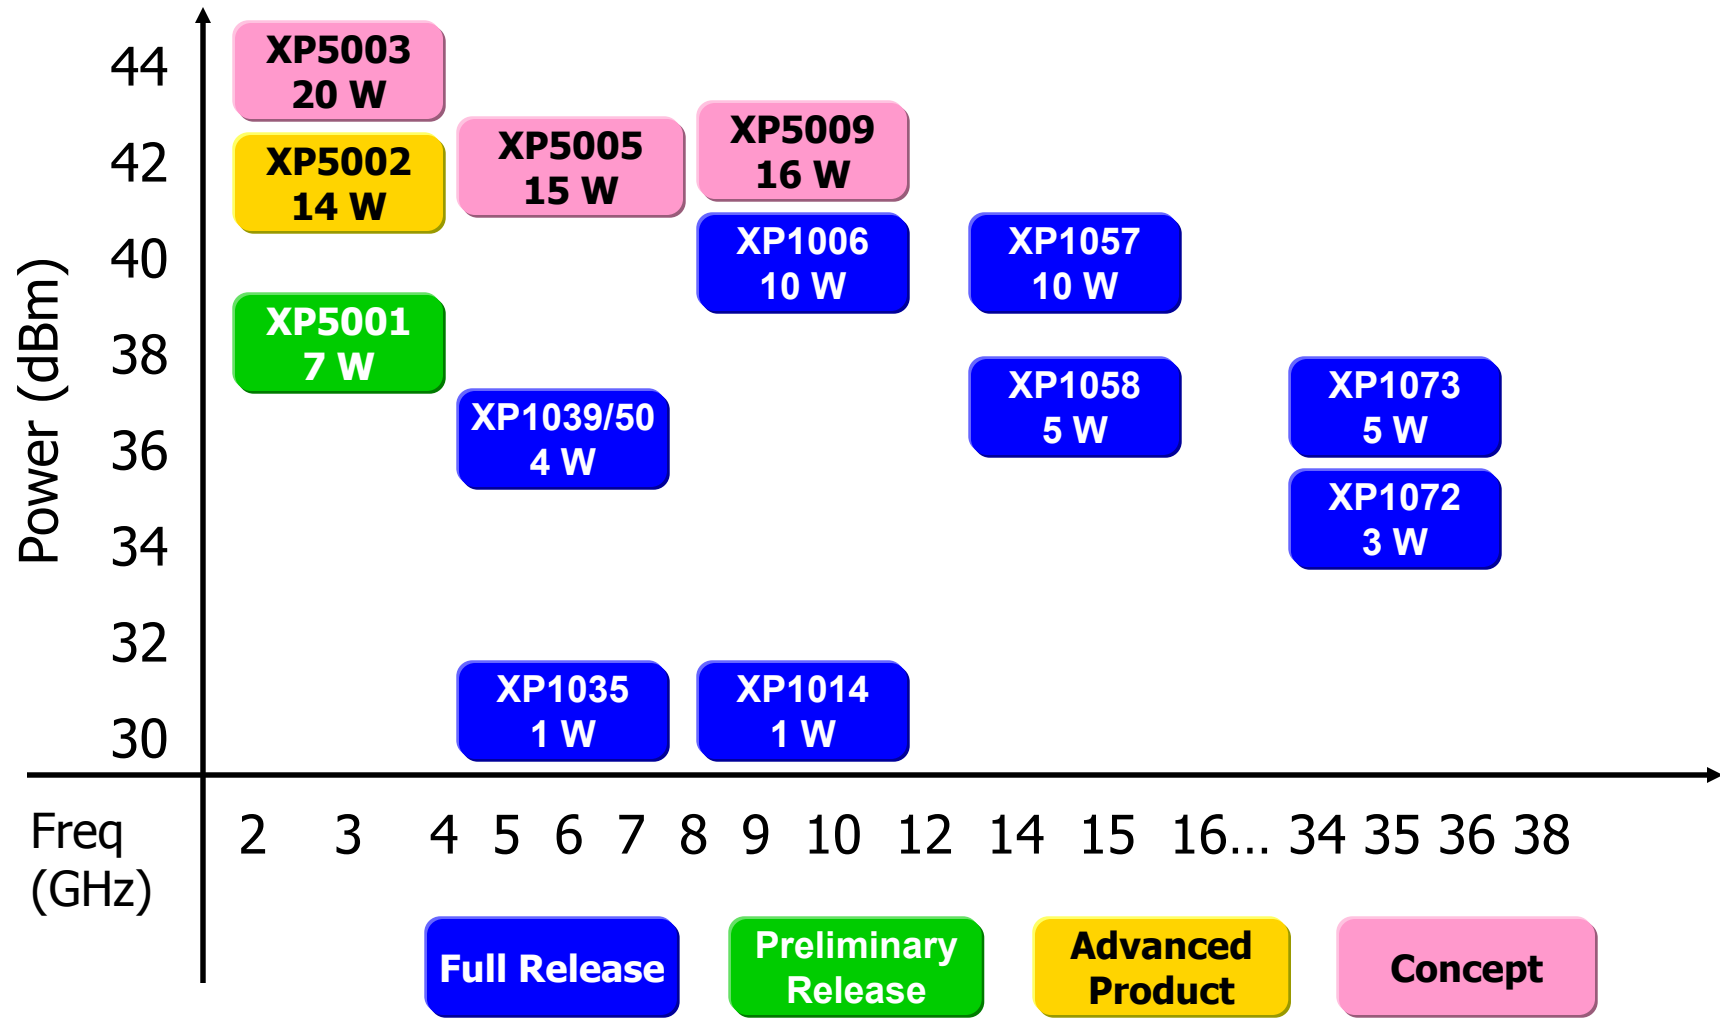 44
42
40
38
36
34
32
30
Power (dBm)
XP5003
20 W
XP5002
14 W
XP5001
7 W
XP5005
15 W
XP1039/50
4 W
XP1035
1 W
XP5009
16 W
XP1006
10 W
XP1014
1 W
XP1057
10 W
XP1058
5 W
XP1073
5 W
XP1072
3 W
Freq
(GHz)
2 3 4 5 6 7 8 9 10 12 14 15 16... 34 35 36 38
Full Release
Preliminary
Release
Advanced
Product
Concept